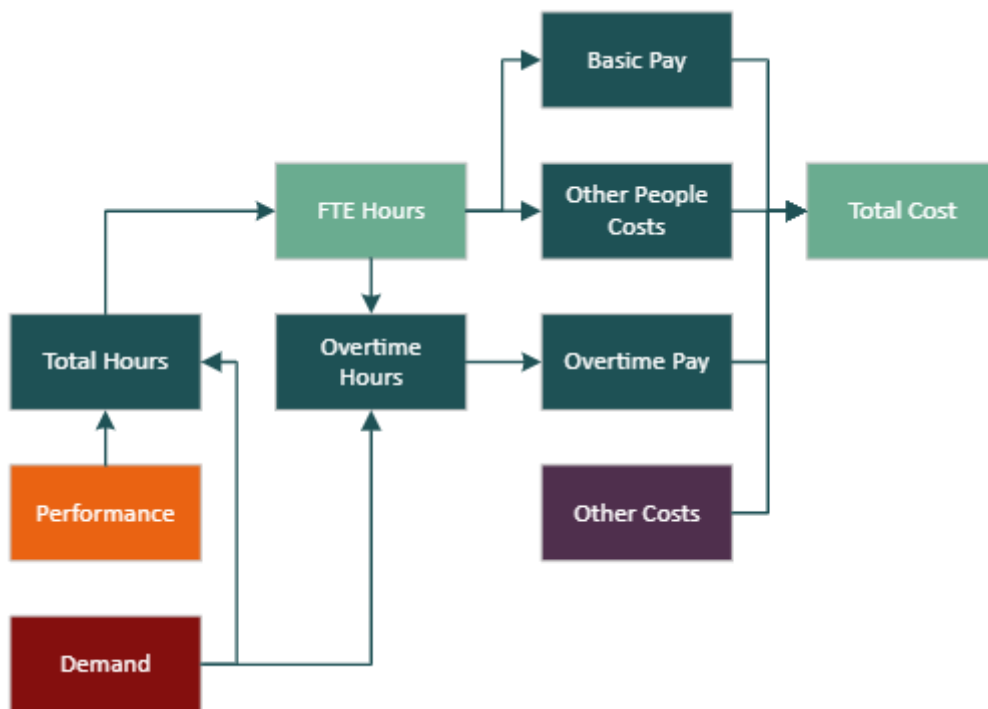 Basic Pay
FTE Hours
Other People
Costs
Total Cost
Total Hours
Overtime
Hours
Overtime Pay
Performance
Other Costs
Demand